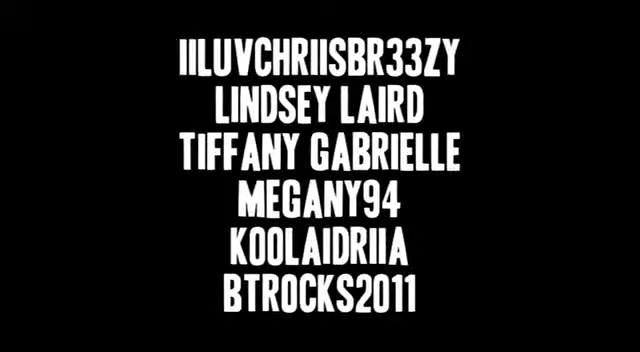 IILUVCHRIISBR33ZY
LINDSEY LAIRD
TIFFANY GABRIELLE
MEGANY94
KOOLAIDRIIA
BTROCKS2011